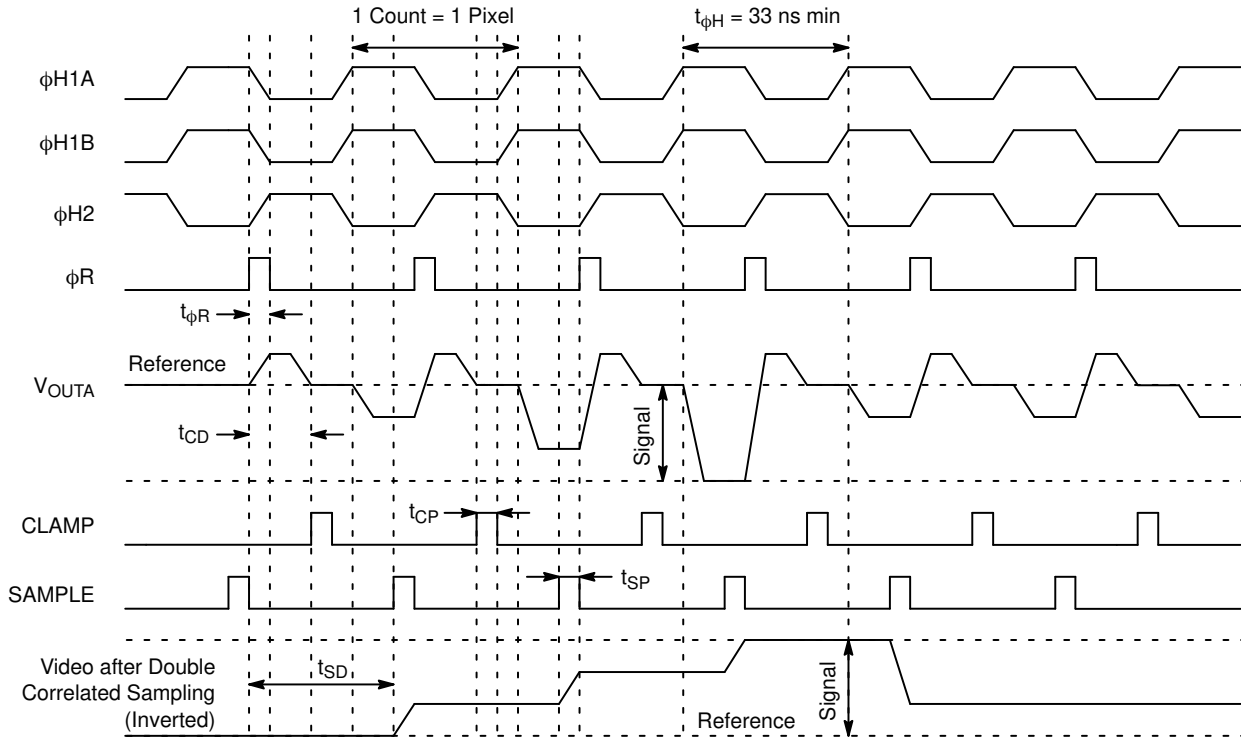 1 Count = 1 Pixel
tϕH = 33 ns min
ϕH1A
ϕH1B
ϕH2
ϕR
tϕR
Reference
VOUTA
tCD
Signal
CLAMP
tCP
SAMPLE
tSP
Video after Double
Correlated Sampling
(Inverted)
tSD
Reference
Signal